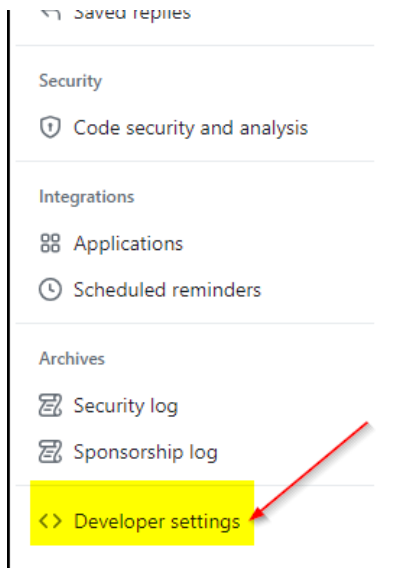 Saved replies
Security
Code security and analysis
Integrations
Applications
Scheduled reminders
Archives
Security log
Sponsorship log
Developer settings